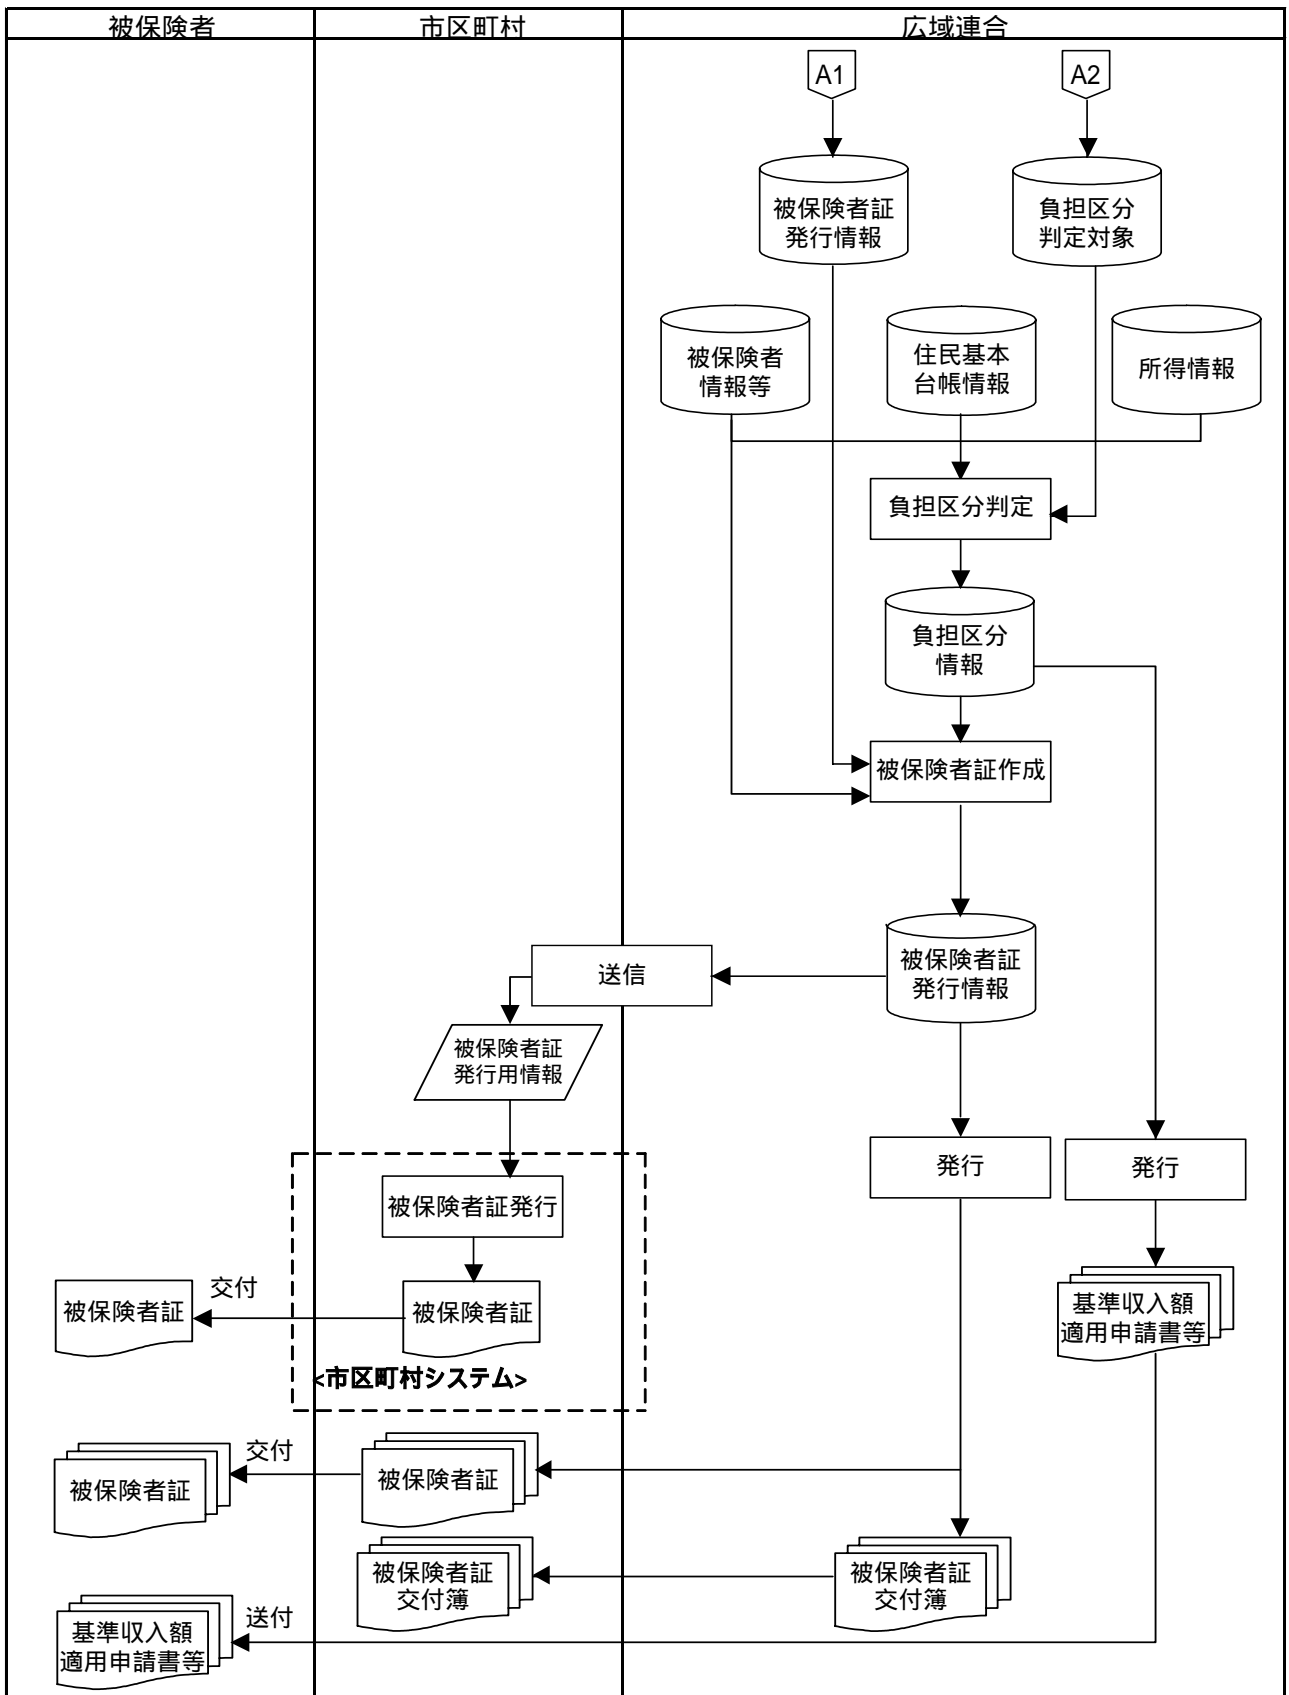 被保険者
市区町村
広域連合
A1
A2
被保険者証
発行情報
負担区分
判定対象
被保険者
情報等
住民基本
台帳情報
所得情報
負担区分判定
負担区分
情報
被保険者証作成
被保険者証
発行情報
送信
被保険者証
発行用情報
発行
発行
被保険者証発行
被保険者証
交付
被保険者証
<市区町村システム>
基準収入額
適用申請書等
被保険者証
交付
被保険者証
被保険者証
交付簿
被保険者証
交付簿
基準収入額
適用申請書等
送付